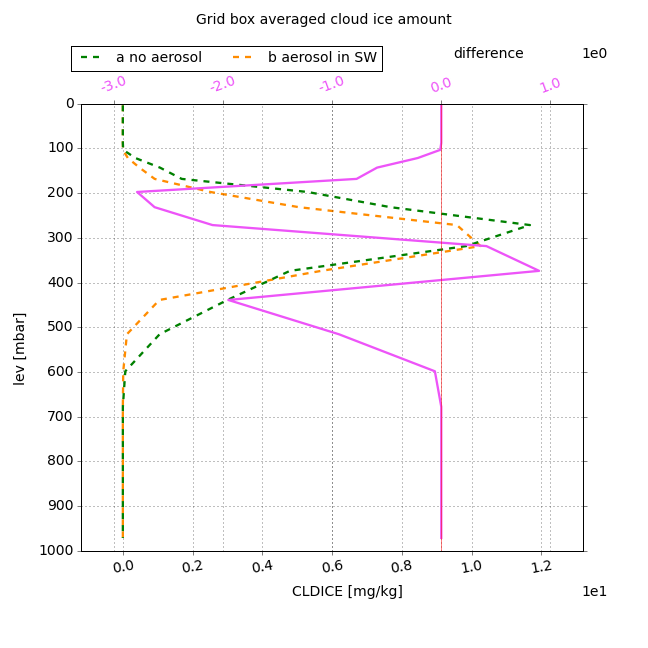 Grid box averaged cloud ice amount
a no aerosol b aerosol in SW difference 1e0
-3.0 -2.0 -1.0 0.0 1.0
0
100
200
300
400
500
600
700
800
900
1000
lev [mbar]
0.0 0.2 0.4 0.6 0.8 1.0 1.2
CLDICE [mg/kg] 1e1